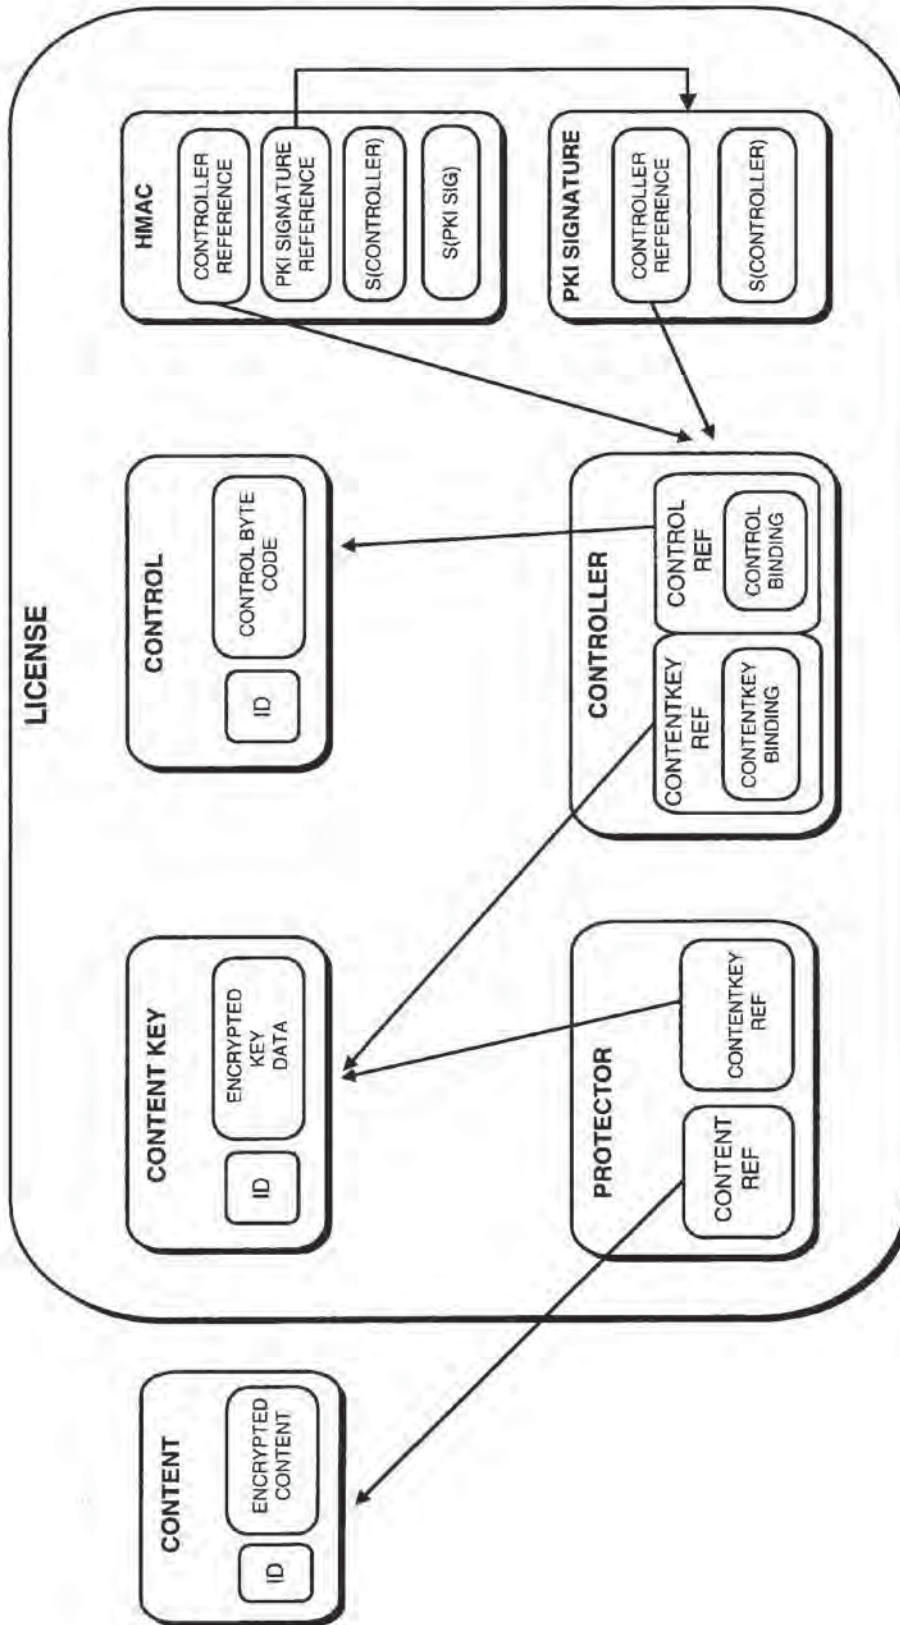 LICENSE
CONTENT
ID
ENCRYPTED
CONTENT
CONTENT KEY
ID
ENCRYPTED
KEY
DATA
CONTROL
ID
CONTROL BYTE
CODE
HMAC
CONTROLLER
REFERENCE
PKI SIGNATURE
REFERENCE
S(CONTROLLER)
S(PKI SIG)
PROTECTOR
CONTENT
REF
CONTENTKEY
REF
CONTROLLER
CONTENTKEY
REF
CONTENTKEY
BINDING
CONTROL
REF
CONTROL
BINDING
PKI SIGNATURE
CONTROLLER
REFERENCE
S(CONTROLLER)